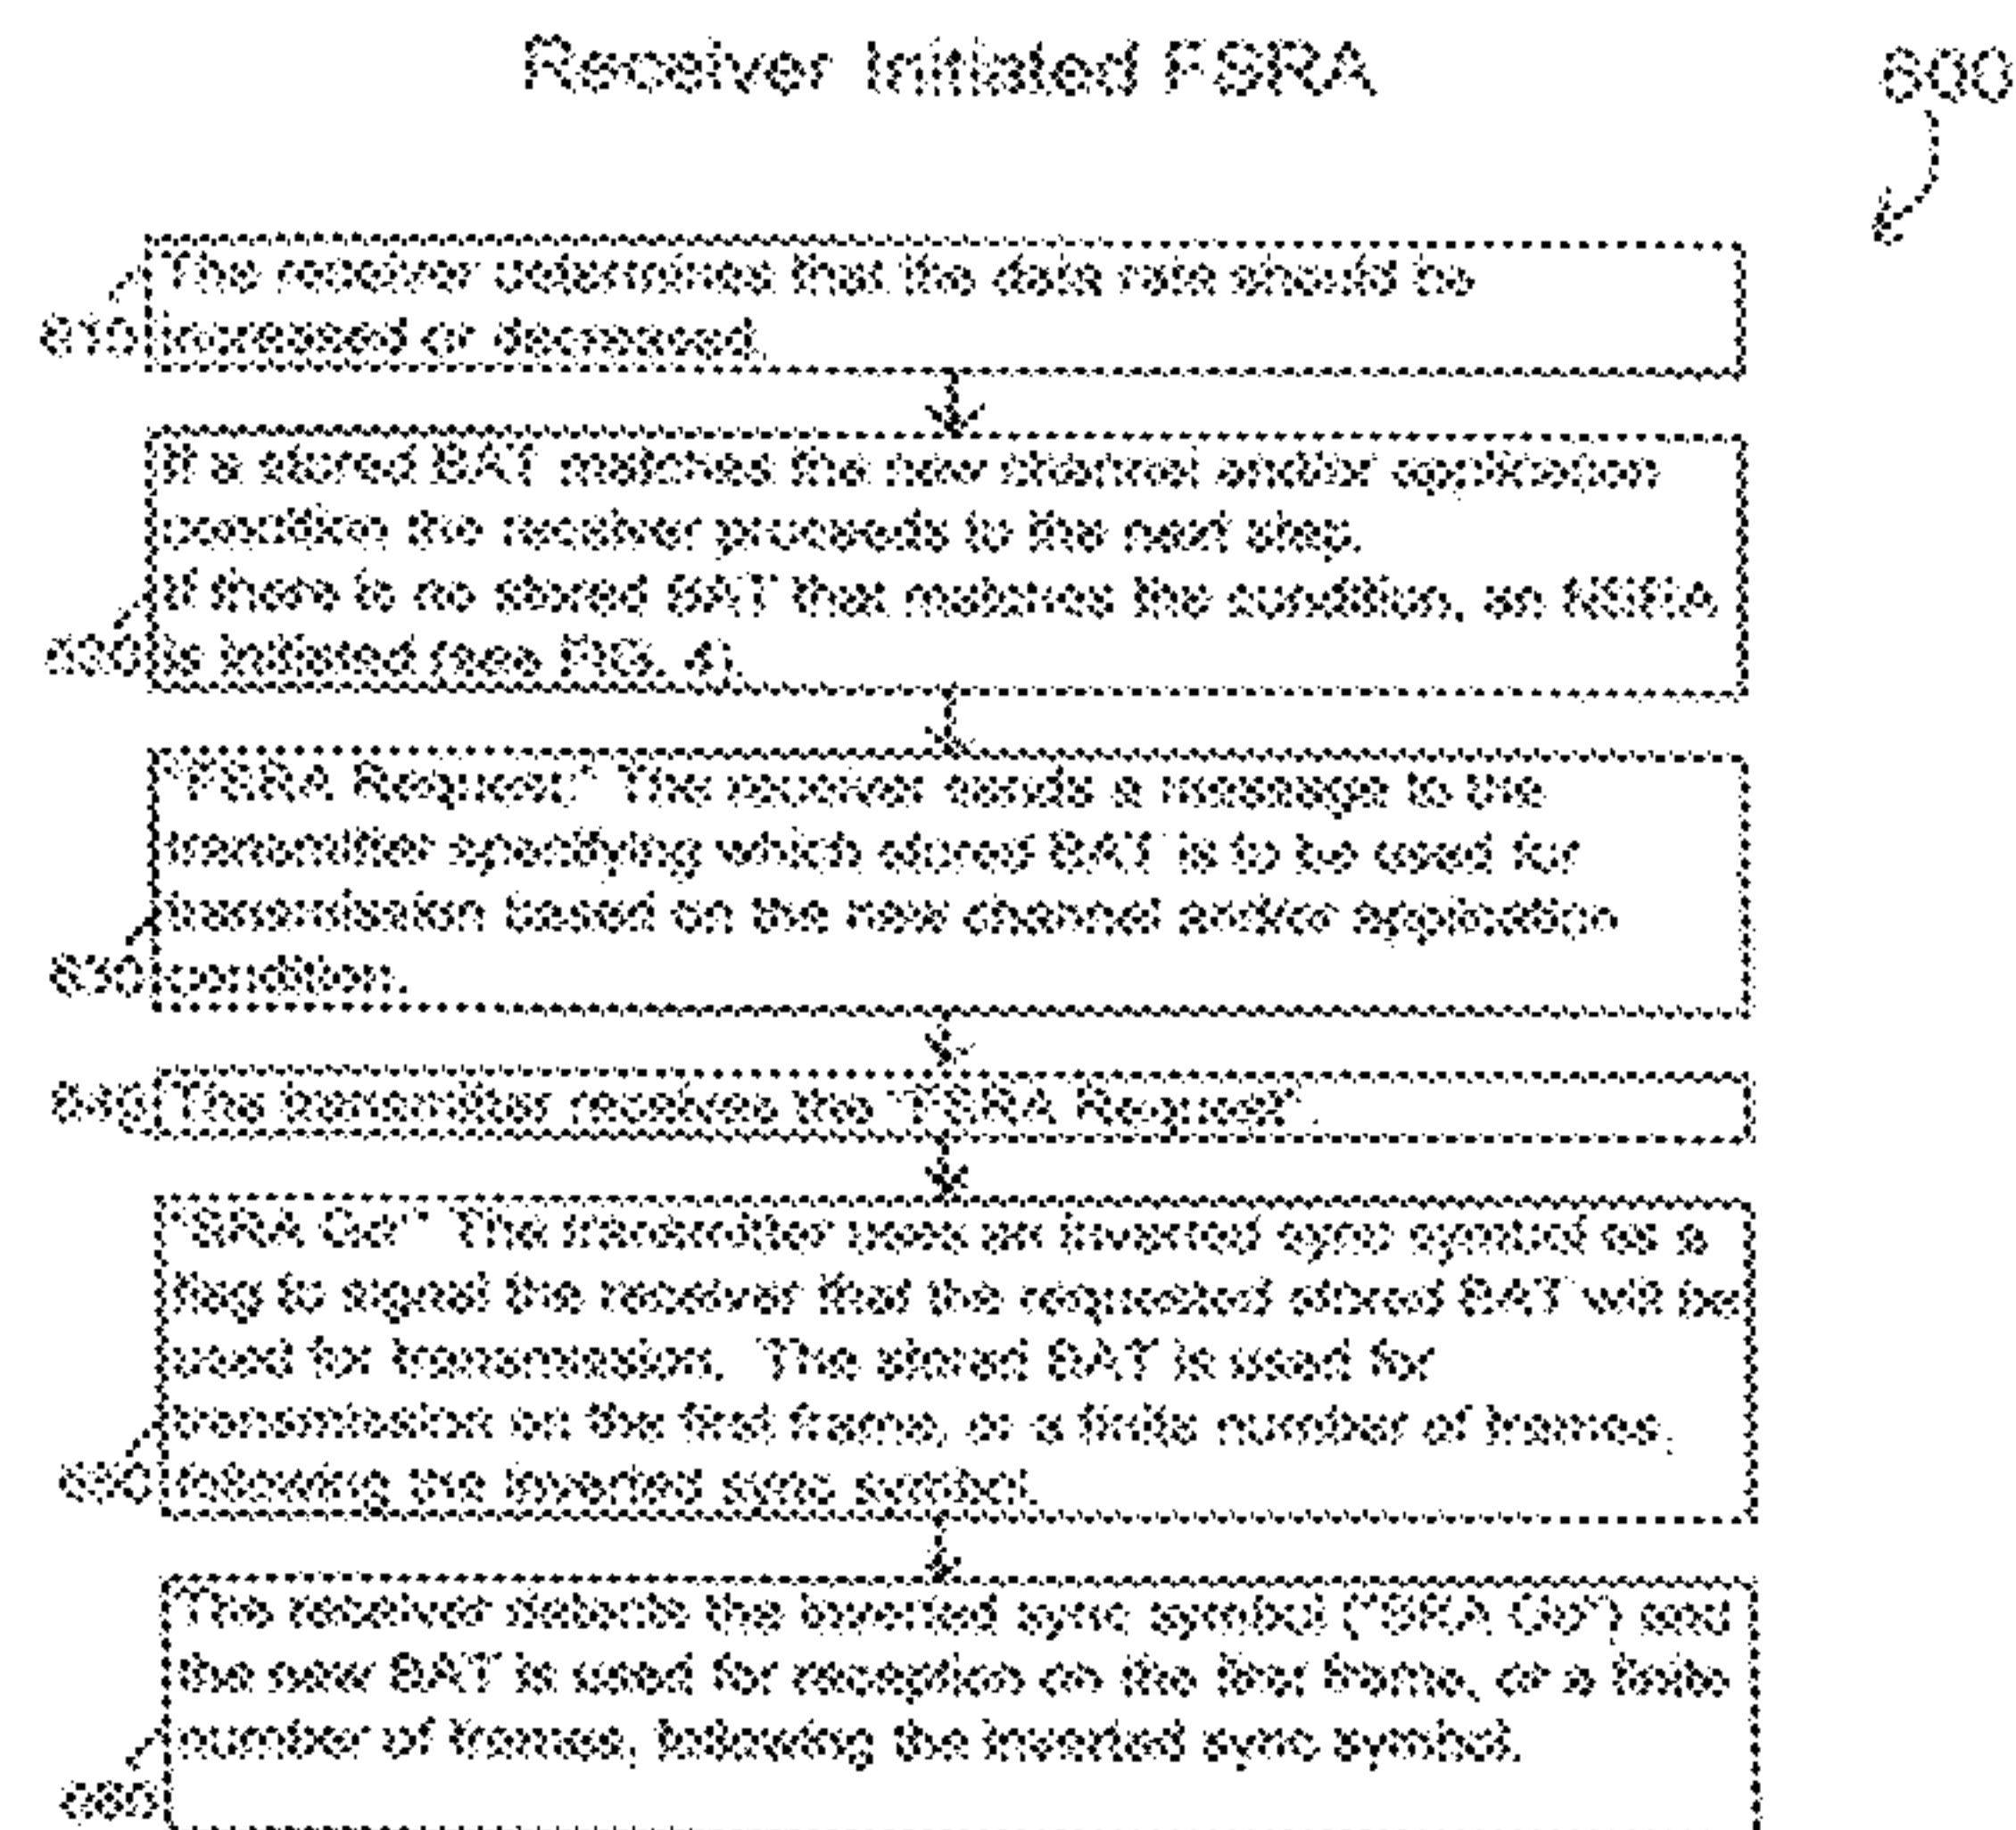 Receiver Initiated FSRA
600
The receiver determines that the data rate should be
610 increased or decreased.
If a stored BAT matches the new channel and/or application
condition the receiver proceeds to the next step.
If there is no stored BAT that matches the condition, an NSRA
620 is initiated (see FIG. 4).
"FSRA Request" The receiver sends a message to the
transmitter specifying which stored BAT is to be used for
transmission based on the new channel and/or application
630 condition.
640 The transmitter receives the "FSRA Request".
"SRA Go" The transmitter uses an inverted sync symbol as a
flag to signal the receiver that the requested stored BAT will be
used for transmission. The stored BAT is used for
transmission on the first frame, or a finite number of frames,
650 following the inverted sync symbol.
The receiver detects the inverted sync symbol ("SRA Go") and
the new BAT is used for reception on the first frame, or a finite
number of frames, following the inverted sync symbol.
660